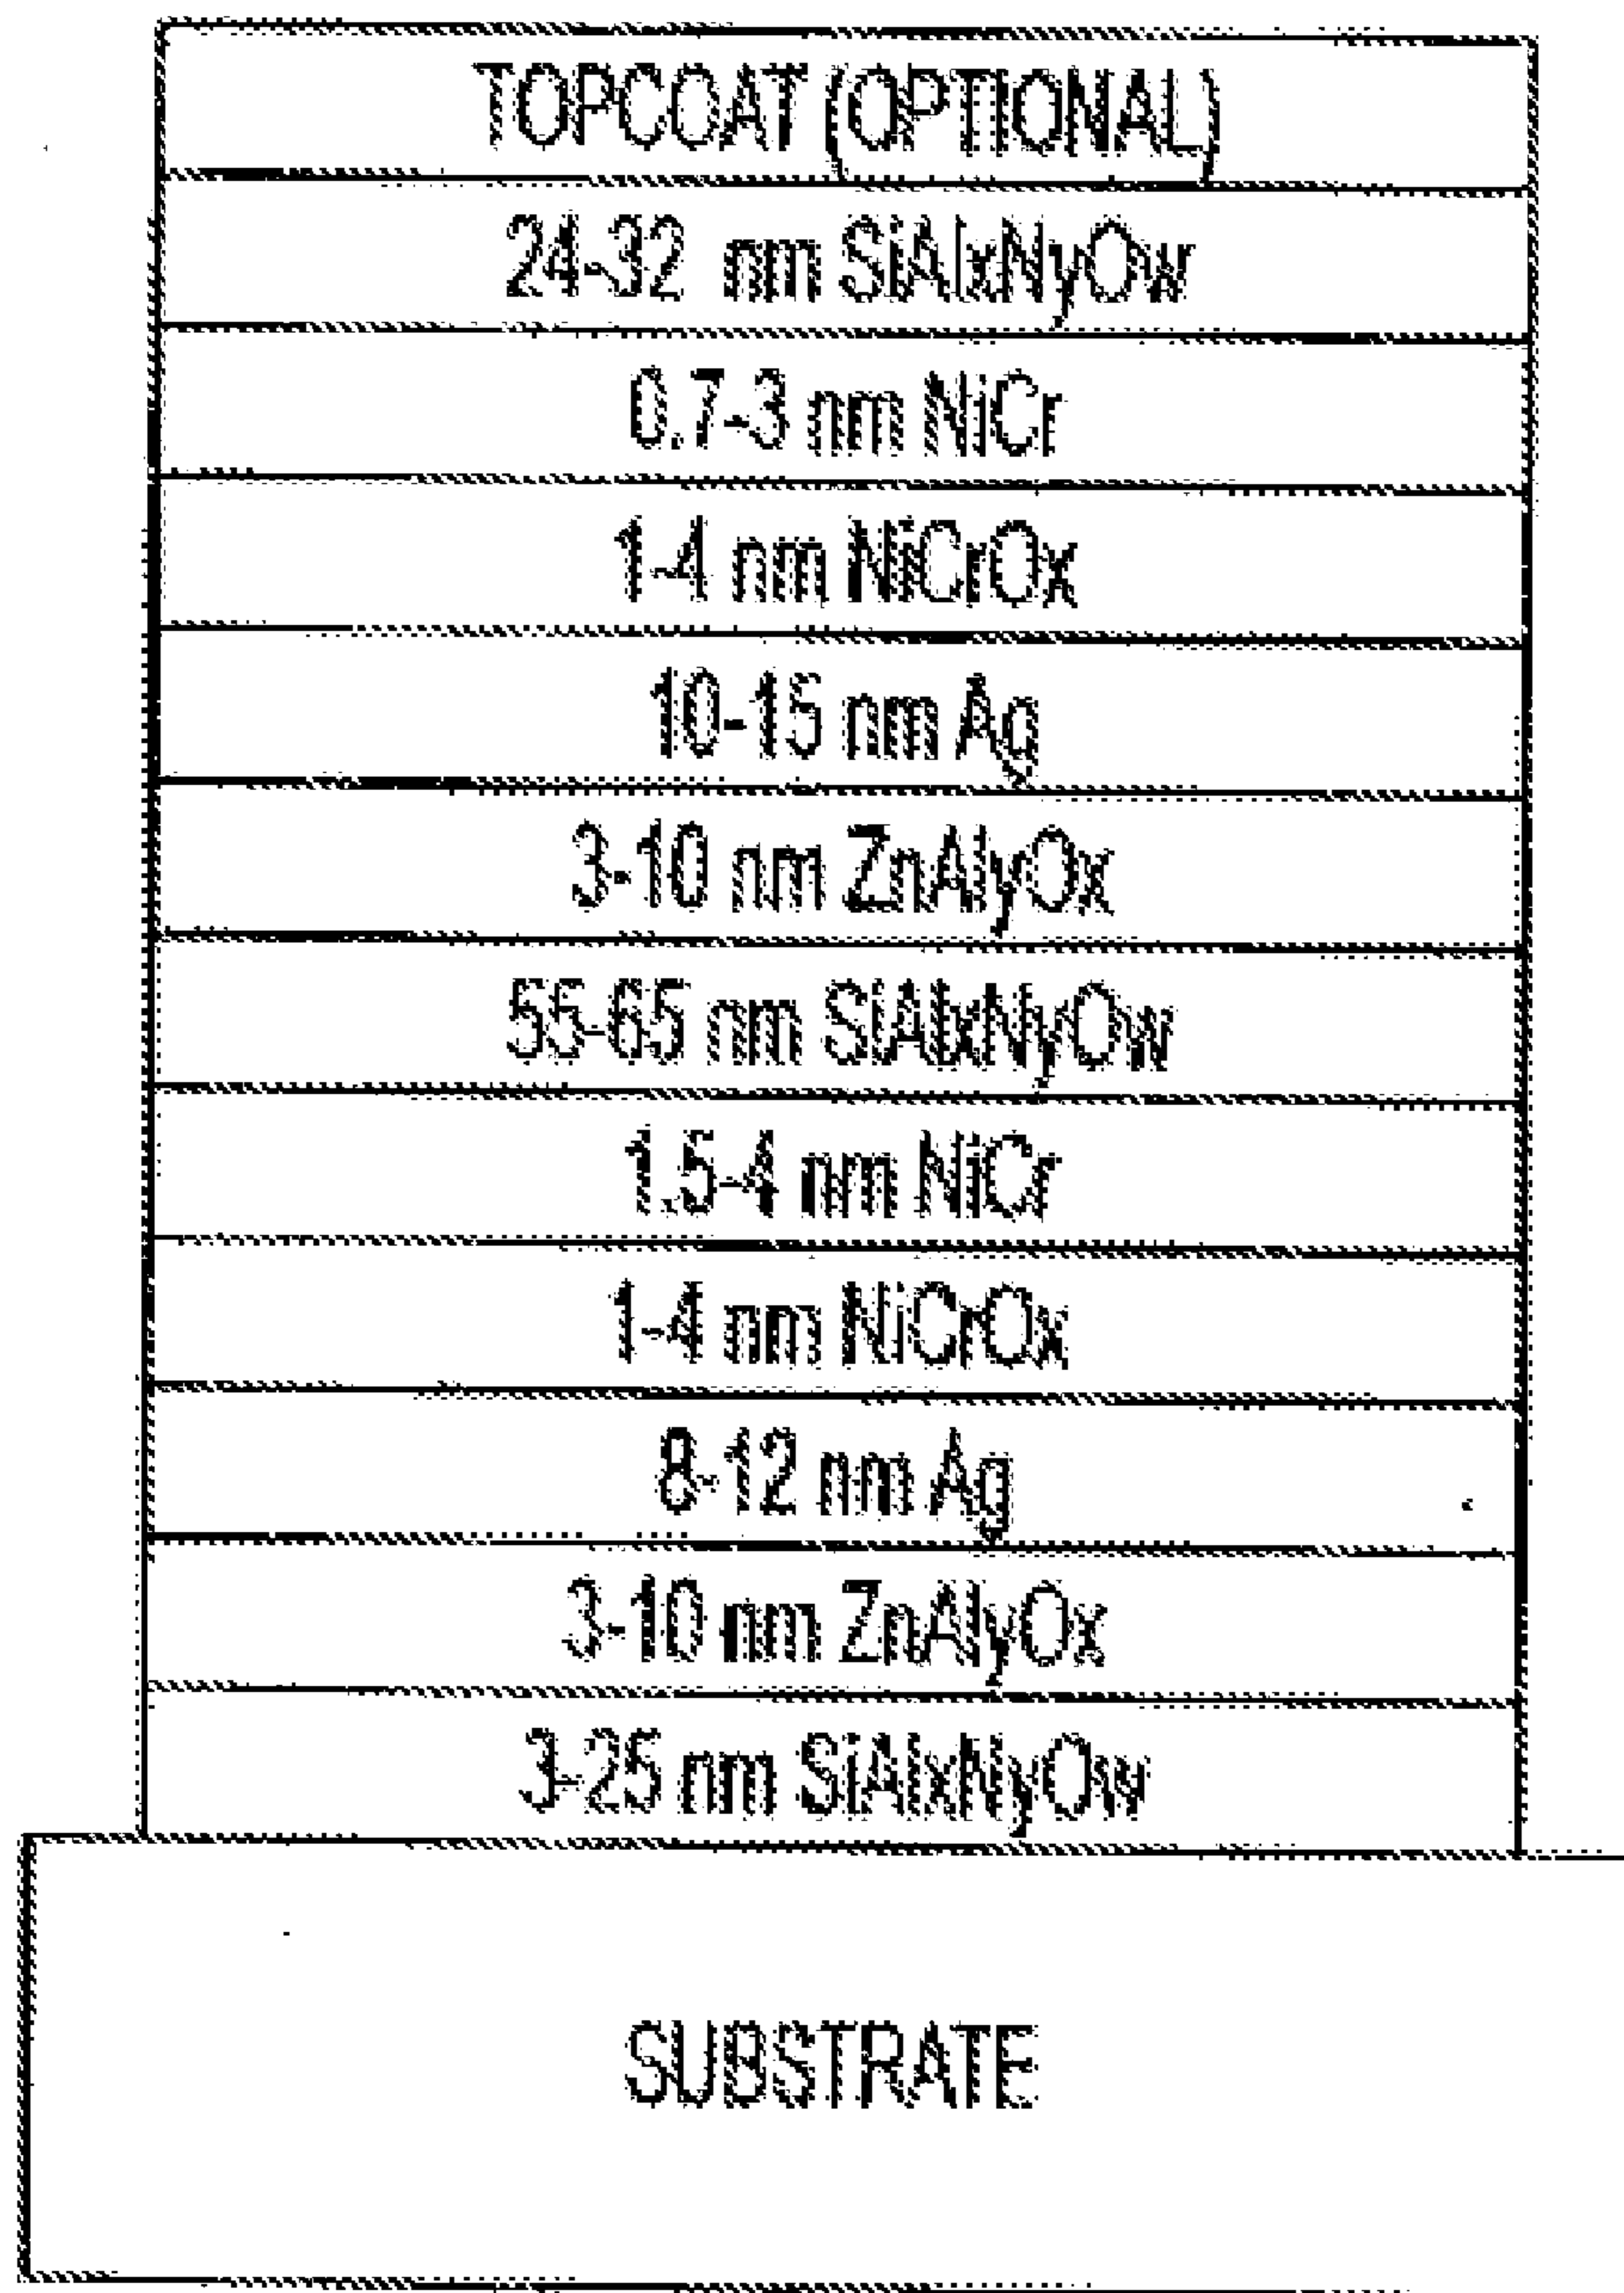 TOPCOAT (OPTIONAL)
24-32 nm SiAlxNyOw
0.7-3 nm NiCr
1-4 nm NiCrOx
10-15 nm Ag
3-10 nm ZnAlyOx
55-65 nm SiAlxNyOw
1.5-4 nm NiCr
1-4 nm NiCrOx
8-12 nm Ag
3-10 nm ZnAlyOx
3-25 nm SiAlxNyOw
SUBSTRATE